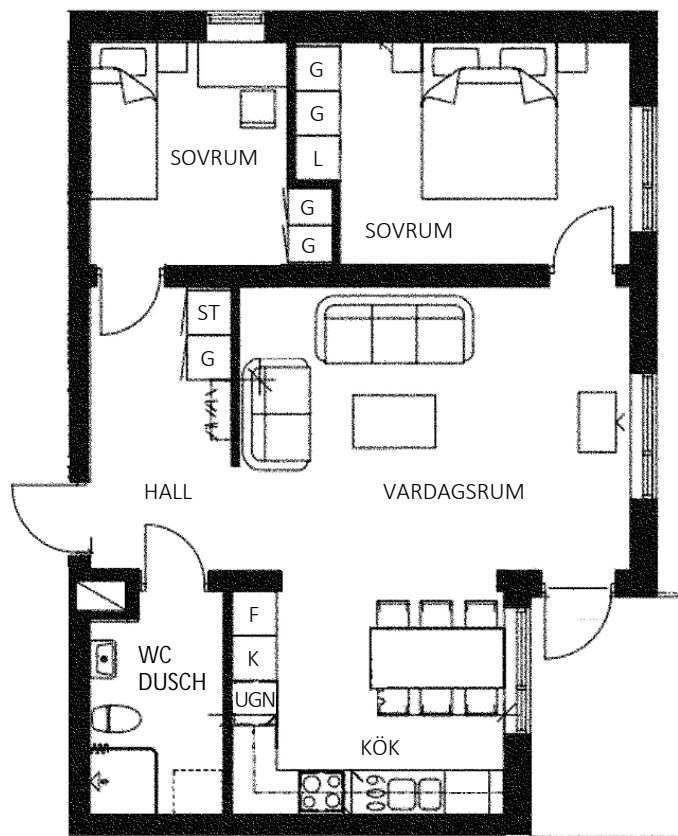 G
G
SOVRUM
L
G
SOVRUM
G
ST
G
HALL
VARDAGSRUM
F
WC
K
DUSCH
UGN
KÖK